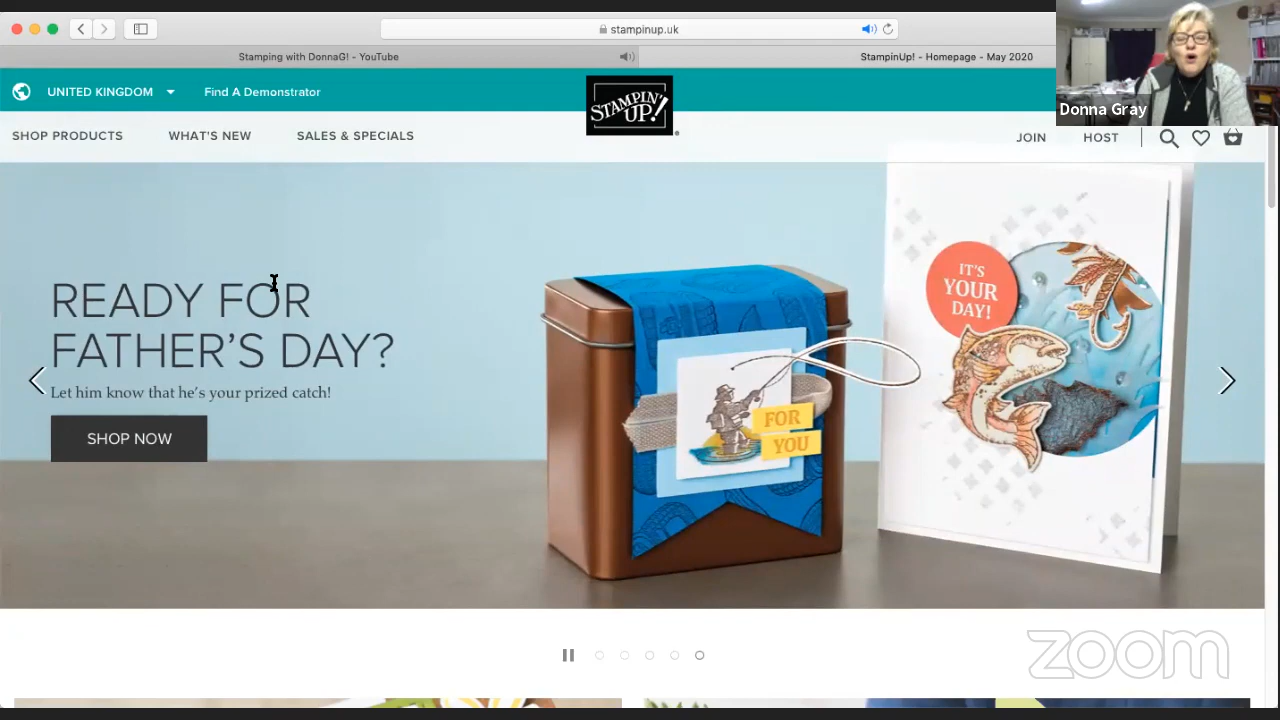 stampinup.uk
Stamping with DonnaG! - YouTube
StampinUp! - Homepage - May 2020
Donna Gray
UNITED KINGDOM
Find A Demonstrator
STAMPIN' UP!
SHOP PRODUCTS
WHAT'S NEW
SALES & SPECIALS
JOIN
HOST
READY FOR
FATHER'S DAY?
Let him know that he's your prized catch!
SHOP NOW
FOR
YOU
IT'S
YOUR
DAY!
zoom